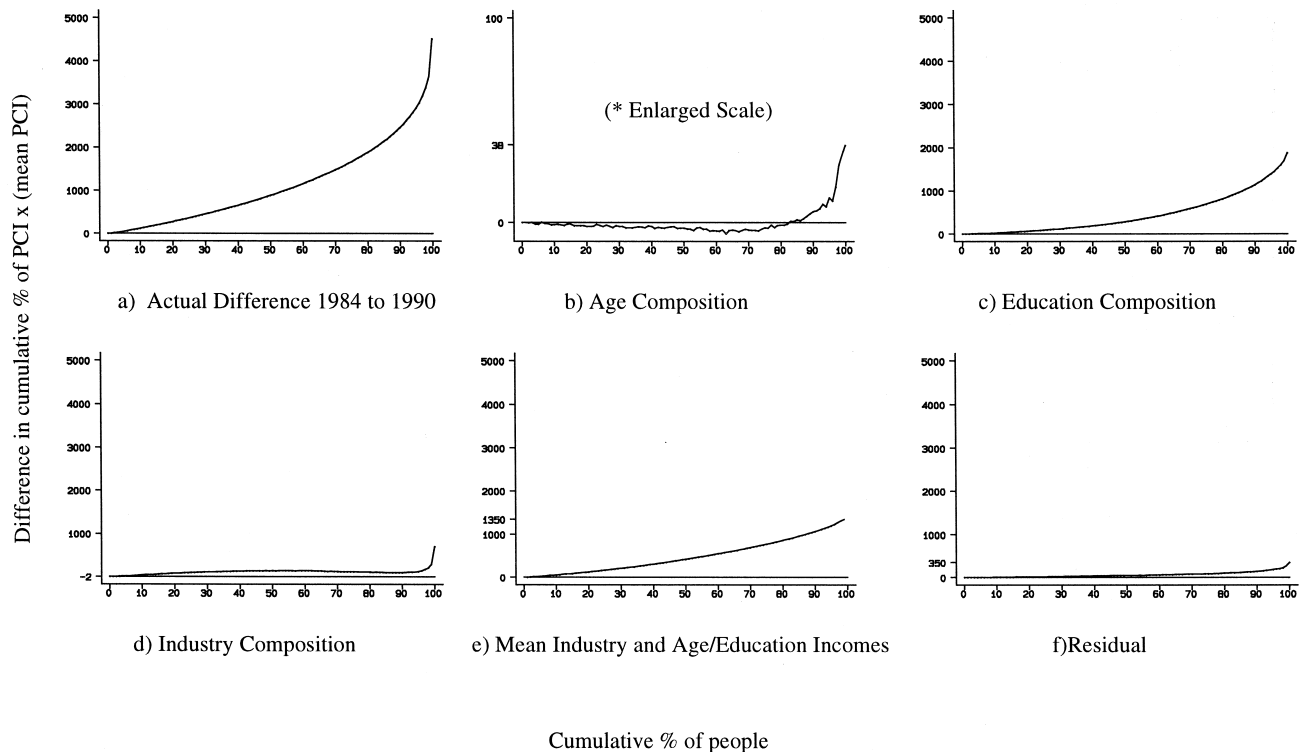 Difference in cumulative % of PCI x (mean PCI)
5000
4000
3000
2000
1000
0
0 10 20 30 40 50 60 70 80 90 100
a) Actual Difference 1984 to 1990
100
(* Enlarged Scale)
38
0
0 10 20 30 40 50 60 70 80 90 100
b) Age Composition
5000
4000
3000
2000
1000
0
0 10 20 30 40 50 60 70 80 90 100
c) Education Composition
5000
4000
3000
2000
1000
-2
0 10 20 30 40 50 60 70 80 90 100
d) Industry Composition
5000
4000
3000
2000
1350
1000
0
0 10 20 30 40 50 60 70 80 90 100
e) Mean Industry and Age/Education Incomes
5000
4000
3000
2000
1000
350
0
0 10 20 30 40 50 60 70 80 90 100
f)Residual
Cumulative % of people